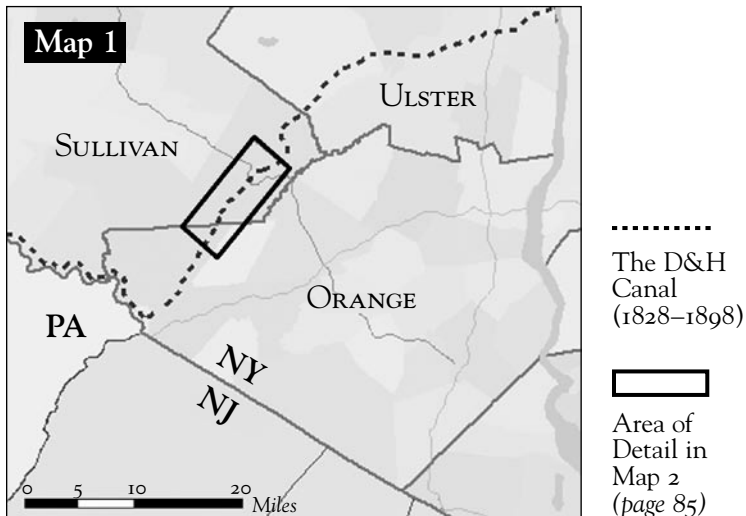 Map 1
Ulster
Sullivan
Orange
PA
NY
NJ
0 5 10 20
Miles
The D&H
Canal
(1828–1898)
Area of
Detail in
Map 2
(page 85)